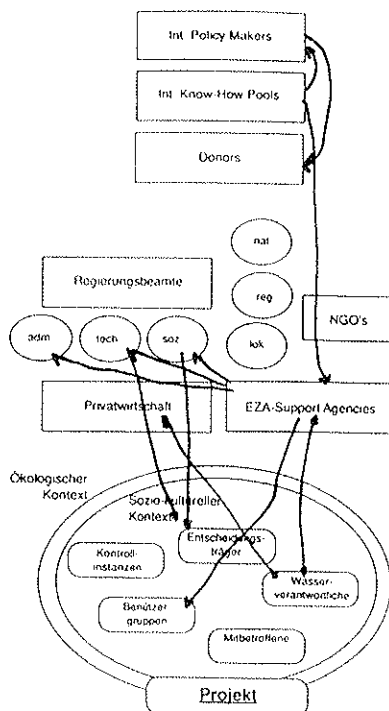 Int. Policy Makers
Int. Know-How Pools
Donors
nat
Regierungsbeamte
reg
NGO's
adm
tech
soz
lok
Privatwirtschaft
EZA-Support Agencies
Ökologischer
Kontext
Sozio-kultureller
Kontext
Entscheidungs-
träger
Kontroll-
instanzen
Wasser-
verantwortliche
Benützer
gruppen
Mitbetroffene
Projekt